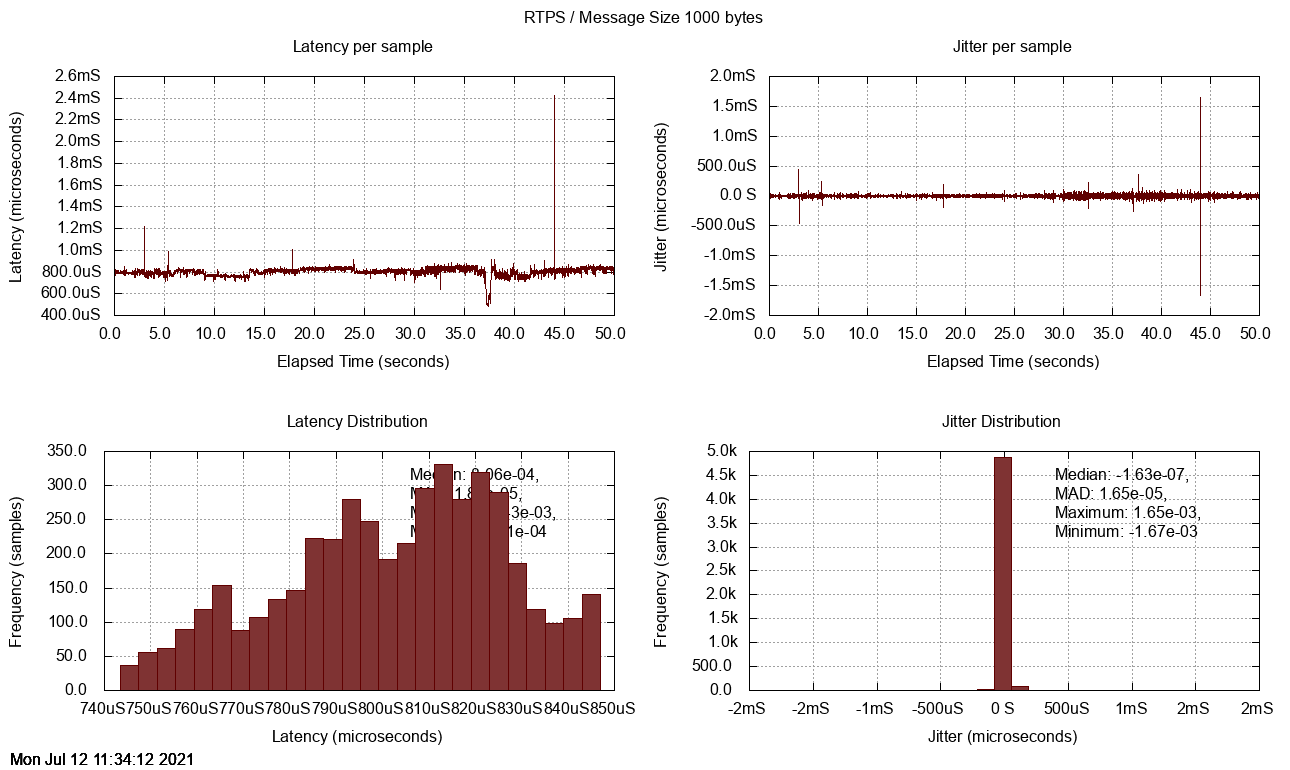 RTPS / Message Size 1000 bytes
Latency per sample
Latency (microseconds)
2.6mS
2.4mS
2.2mS
2.0mS
1.8mS
1.6mS
1.4mS
1.2mS
1.0mS
800.0uS
600.0uS
400.0uS
0.0 5.0 10.0 15.0 20.0 25.0 30.0 35.0 40.0 45.0 50.0
Elapsed Time (seconds)
Jitter per sample
Jitter (microseconds)
2.0mS
1.5mS
1.0mS
500.0uS
0.0 S
-500.0uS
-1.0mS
-1.5mS
-2.0mS
0.0 5.0 10.0 15.0 20.0 25.0 30.0 35.0 40.0 45.0 50.0
Elapsed Time (seconds)
Latency Distribution
Frequency (samples)
350.0
300.0
250.0
200.0
150.0
100.0
50.0
0.0
740uS 750uS 760uS 770uS 780uS 790uS 800uS 810uS 820uS 830uS 840uS 850uS
Latency (microseconds)
Jitter Distribution
Frequency (samples)
5.0k
4.5k
4.0k
3.5k
3.0k
2.5k
2.0k
1.5k
1.0k
500.0
0.0
Median: -1.63e-07,
MAD: 1.65e-05,
Maximum: 1.65e-03,
Minimum: -1.67e-03
-2mS -2mS -1mS -500uS 0 S 500uS 1mS 2mS 2mS
Jitter (microseconds)
Mon Jul 12 11:34:12 2021